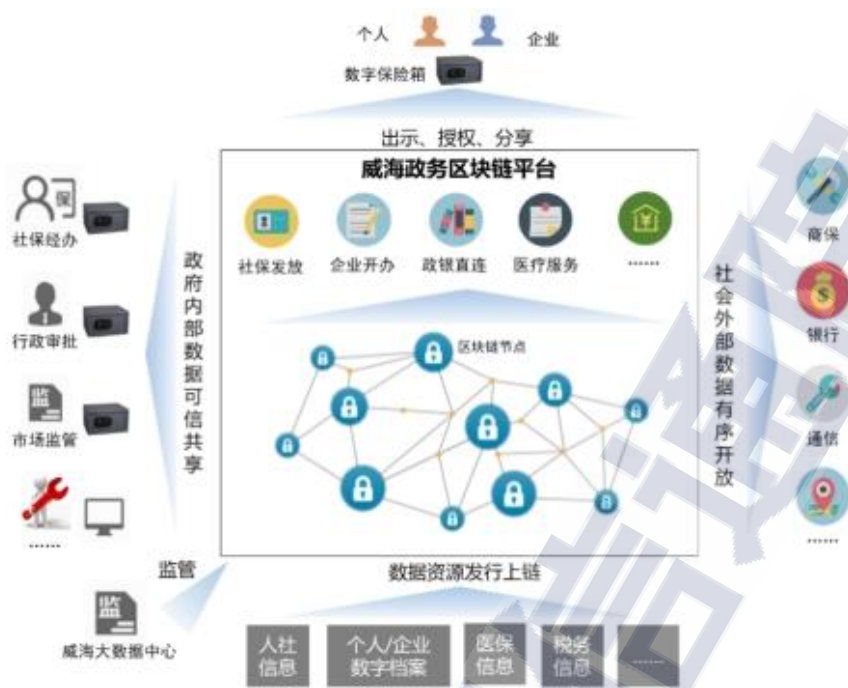 个人
企业
数字保险箱
出示、授权、分享
威海政务区块链平台
社保发放
企业开办
政银直连
医疗服务
......
区块链节点
政府内部数据可信共享
保
社保经办
行政审批
监
市场监管
......
社会外部数据有序开放
商保
银行
通信
......
监管
监
威海大数据中心
数据资源发行上链
人社
信息
个人/企业
数字档案
医保
信息
税务
信息
......